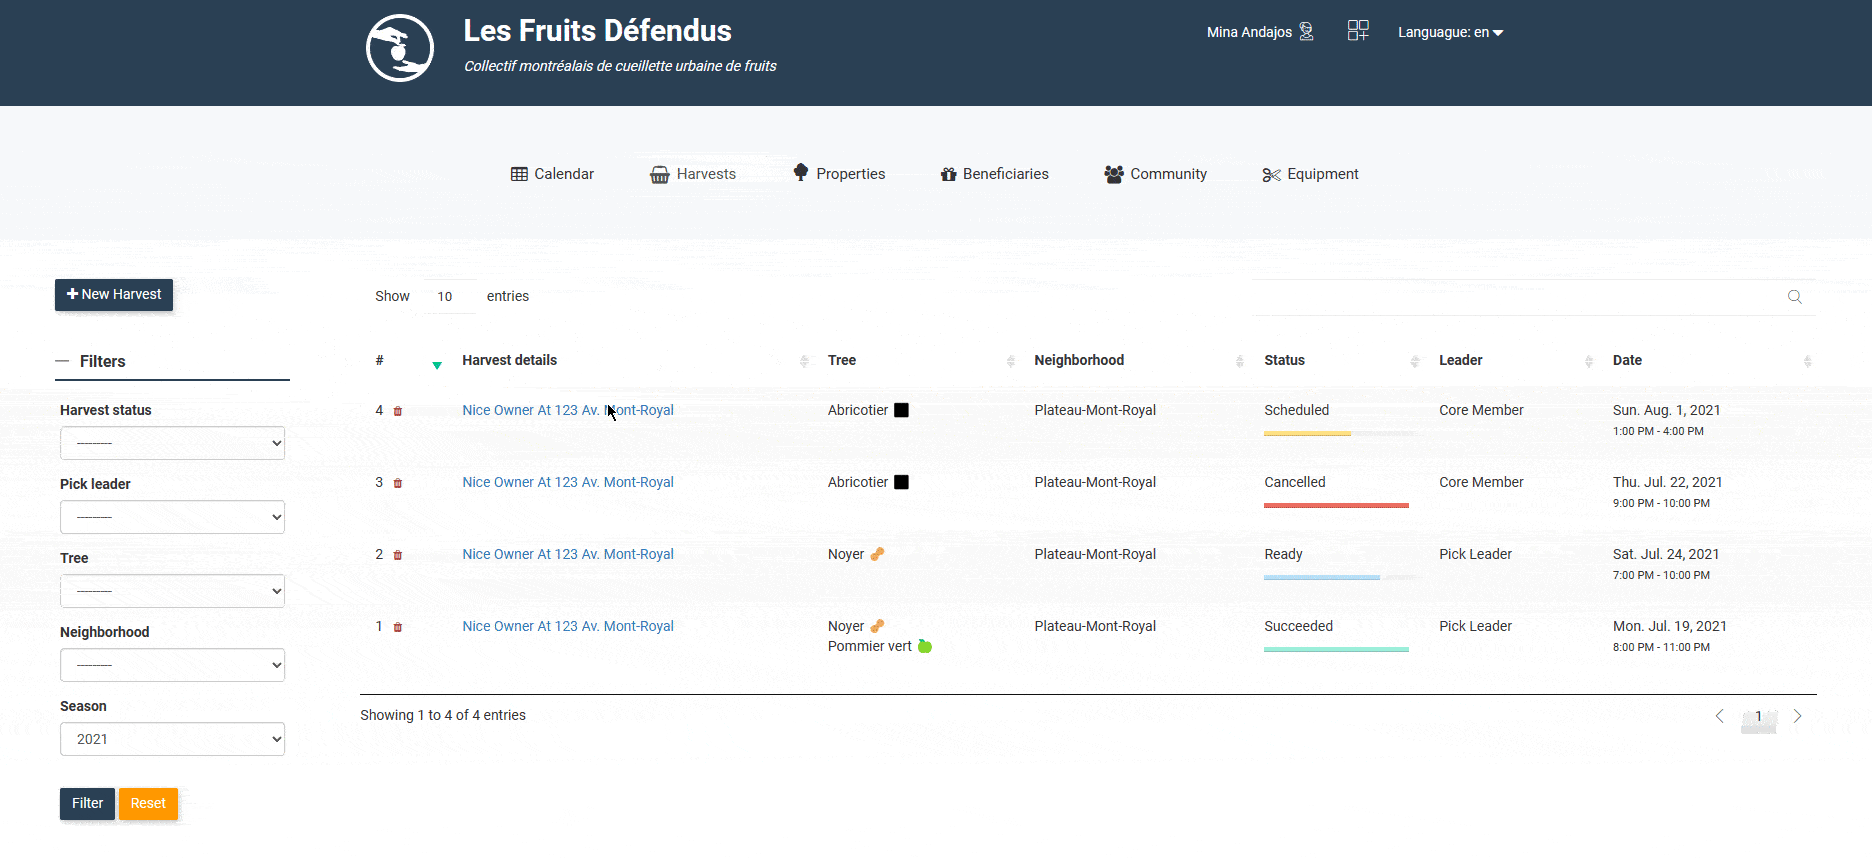 Les Fruits Défendus
Collectif montréalais de cueillette urbaine de fruits
Mina Andajos
Languague: en
Calendar
Harvests
Properties
Beneficiaries
Community
Equipment
New Harvest
Show 10 entries
Filters
Harvest status
---------
Pick leader
---------
Tree
---------
Neighborhood
---------
Season
2021
Filter
Reset
# Harvest details Tree Neighborhood Status Leader Date
4 Nice Owner At 123 Av. Mont-Royal Abricotier Plateau-Mont-Royal Scheduled Core Member Sun. Aug. 1, 2021
1:00 PM - 4:00 PM
3 Nice Owner At 123 Av. Mont-Royal Abricotier Plateau-Mont-Royal Cancelled Core Member Thu. Jul. 22, 2021
9:00 PM - 10:00 PM
2 Nice Owner At 123 Av. Mont-Royal Noyer Plateau-Mont-Royal Ready Pick Leader Sat. Jul. 24, 2021
7:00 PM - 10:00 PM
1 Nice Owner At 123 Av. Mont-Royal Noyer Plateau-Mont-Royal Succeeded Pick Leader Mon. Jul. 19, 2021
Pommier vert 8:00 PM - 11:00 PM
Showing 1 to 4 of 4 entries
1